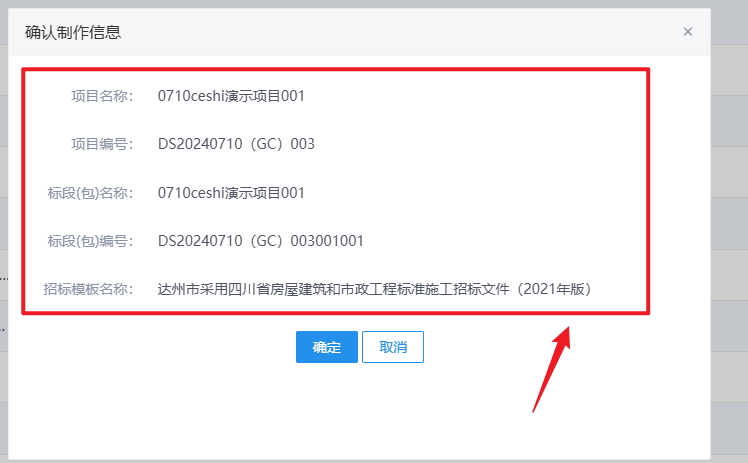 确认制作信息
项目名称： 0710ceshi演示项目001
项目编号： DS20240710（GC）003
标段(包)名称： 0710ceshi演示项目001
标段(包)编号： DS20240710（GC）003001001
招标模板名称： 达州市采用四川省房屋建筑和市政工程标准施工招标文件（2021年版）
确定 取消